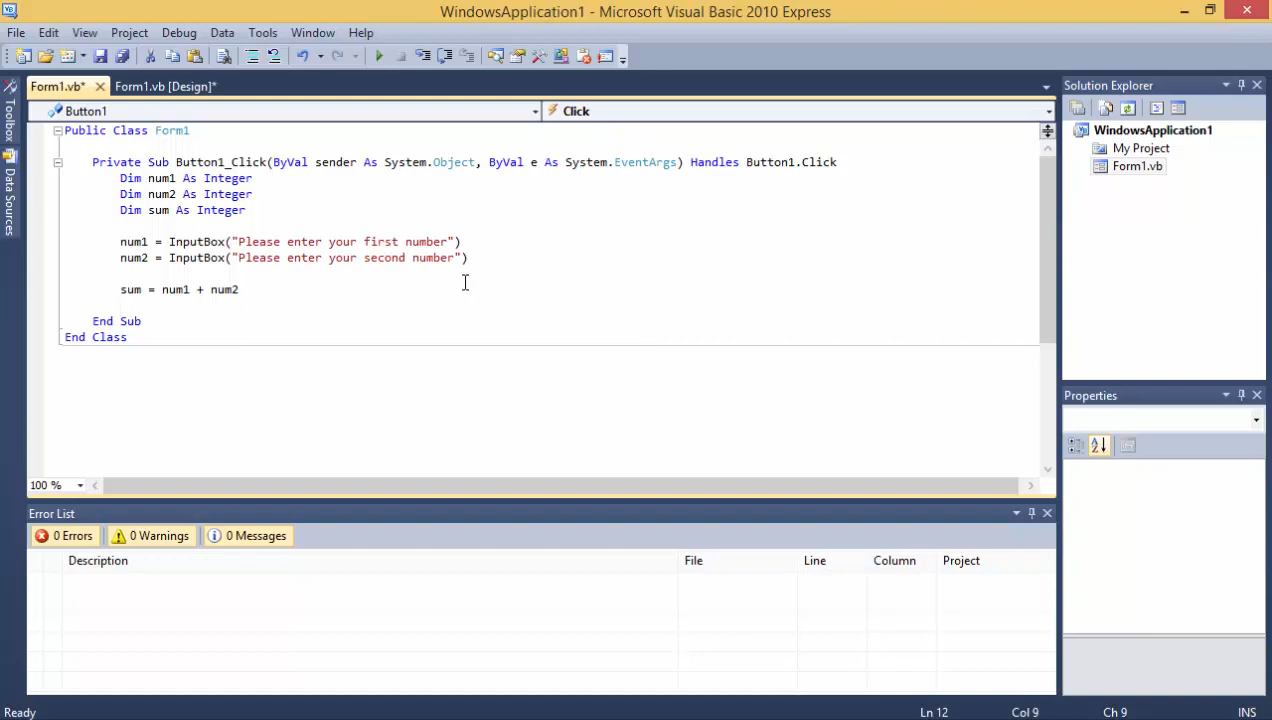 WindowsApplication1 - Microsoft Visual Basic 2010 Express
File Edit View Project Debug Data Tools Window Help
Form1.vb* Form1.vb [Design]*
Button1 Click
Toolbox
Data Sources
Public Class Form1
Private Sub Button1_Click(ByVal sender As System.Object, ByVal e As System.EventArgs) Handles Button1.Click
Dim num1 As Integer
Dim num2 As Integer
Dim sum As Integer
num1 = InputBox("Please enter your first number")
num2 = InputBox("Please enter your second number")
sum = num1 + num2
End Sub
End Class
100 %
Solution Explorer
WindowsApplication1
My Project
Form1.vb
Properties
Error List
0 Errors 0 Warnings 0 Messages
Description File Line Column Project
Ready Ln 12 Col 9 Ch 9 INS